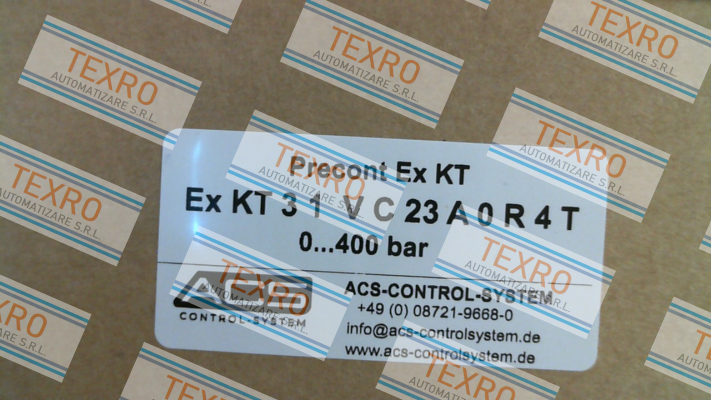 TEXRO
AUTOMATIZARE S.R.L.
Precont Ex KT
Ex KT 3 1 V C 23 A 0 R 4 T
0...400 bar
ACS
CONTROL-SYSTEM
ACS-CONTROL-SYSTEM
+49 (0) 08721-9668-0
info@acs-controlsystem.de
www.acs-controlsystem.de